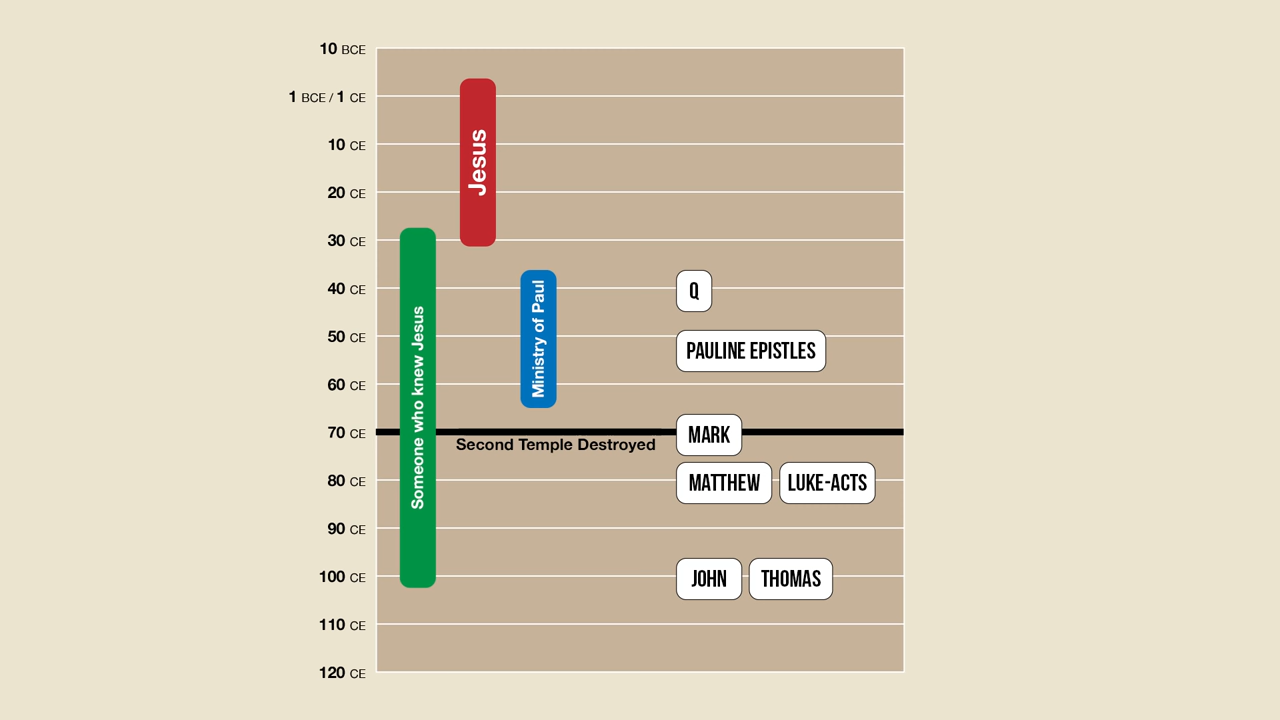 10 BCE
1 BCE / 1 CE
10 CE
20 CE
30 CE
40 CE
50 CE
60 CE
70 CE
80 CE
90 CE
100 CE
110 CE
120 CE
Someone who knew Jesus
Jesus
Ministry of Paul
Second Temple Destroyed
Q
PAULINE EPISTLES
MARK
MATTHEW
LUKE-ACTS
JOHN
THOMAS